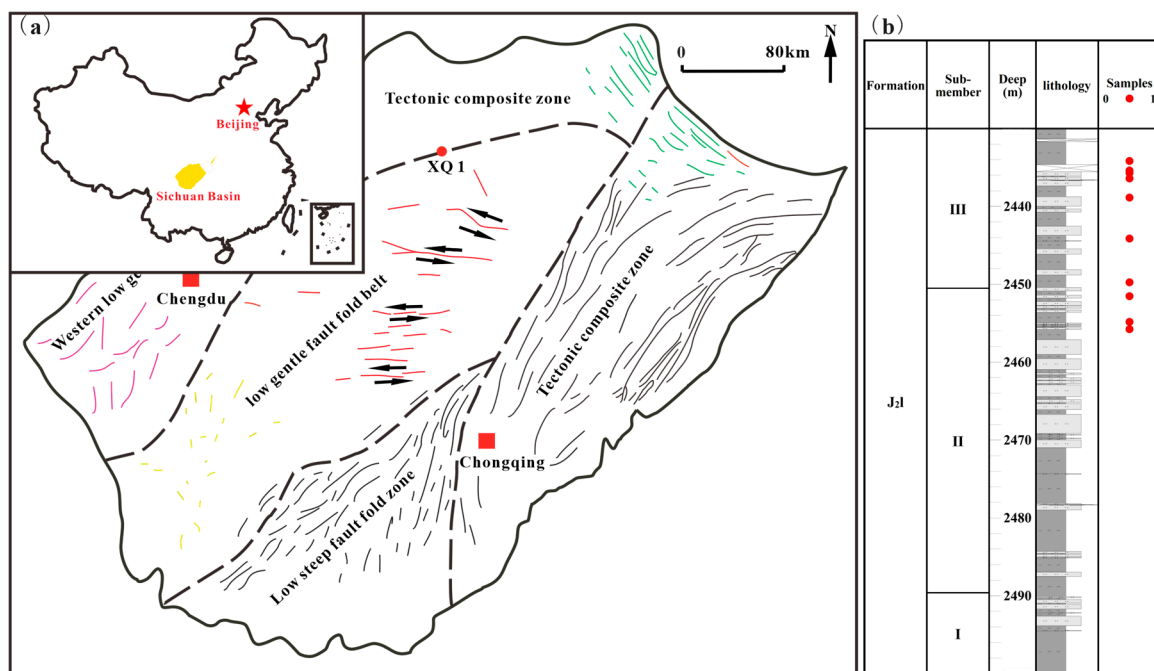 (a)
Beijing
Sichuan Basin
0 80km
N
Tectonic composite zone
XQ 1
Chengdu
Western low ge
low gentle fault fold belt
Tectonic composite zone
Chongqing
Low steep fault fold zone
(b)
Formation
Sub-
member
Deep
(m)
lithology
Samples
0 1
J₂l
III
II
I
2440
2450
2460
2470
2480
2490